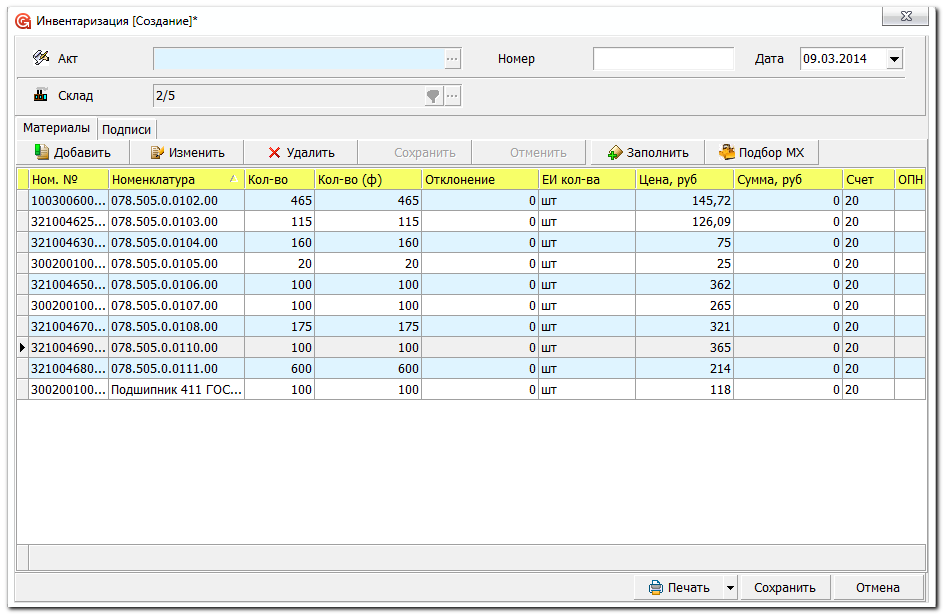 Инвентаризация [Создание]*
Акт ... Номер Дата 09.03.2014
Склад 2/5 ...
Материалы Подписи
Добавить Изменить Удалить Сохранить Отменить Заполнить Подбор МХ
Ном. № Номенклатура Кол-во Кол-во (ф) Отклонение ЕИ кол-ва Цена, руб Сумма, руб Счет ОПН
100300600... 078.505.0.0102.00 465 465 0 шт 145,72 0 20
321004625... 078.505.0.0103.00 115 115 0 шт 126,09 0 20
321004630... 078.505.0.0104.00 160 160 0 шт 75 0 20
300200100... 078.505.0.0105.00 20 20 0 шт 25 0 20
321004650... 078.505.0.0106.00 100 100 0 шт 362 0 20
300200100... 078.505.0.0107.00 100 100 0 шт 265 0 20
321004670... 078.505.0.0108.00 175 175 0 шт 321 0 20
321004690... 078.505.0.0110.00 100 100 0 шт 365 0 20
321004680... 078.505.0.0111.00 600 600 0 шт 214 0 20
300200100... Подшипник 411 ГОС... 100 100 0 шт 118 0 20
Печать Сохранить Отмена